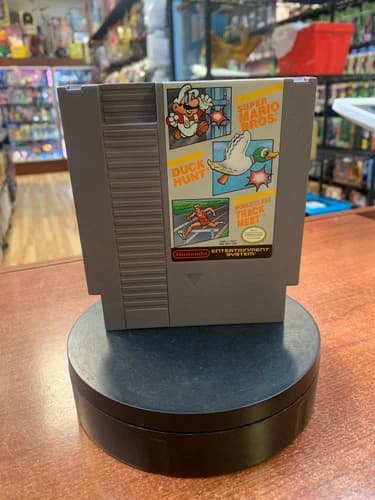 SUPER
MARIO
BROS.
DUCK
HUNT
WORLD CLASS
TRACK
MEET
Nintendo
ENTERTAINMENT
SYSTEM